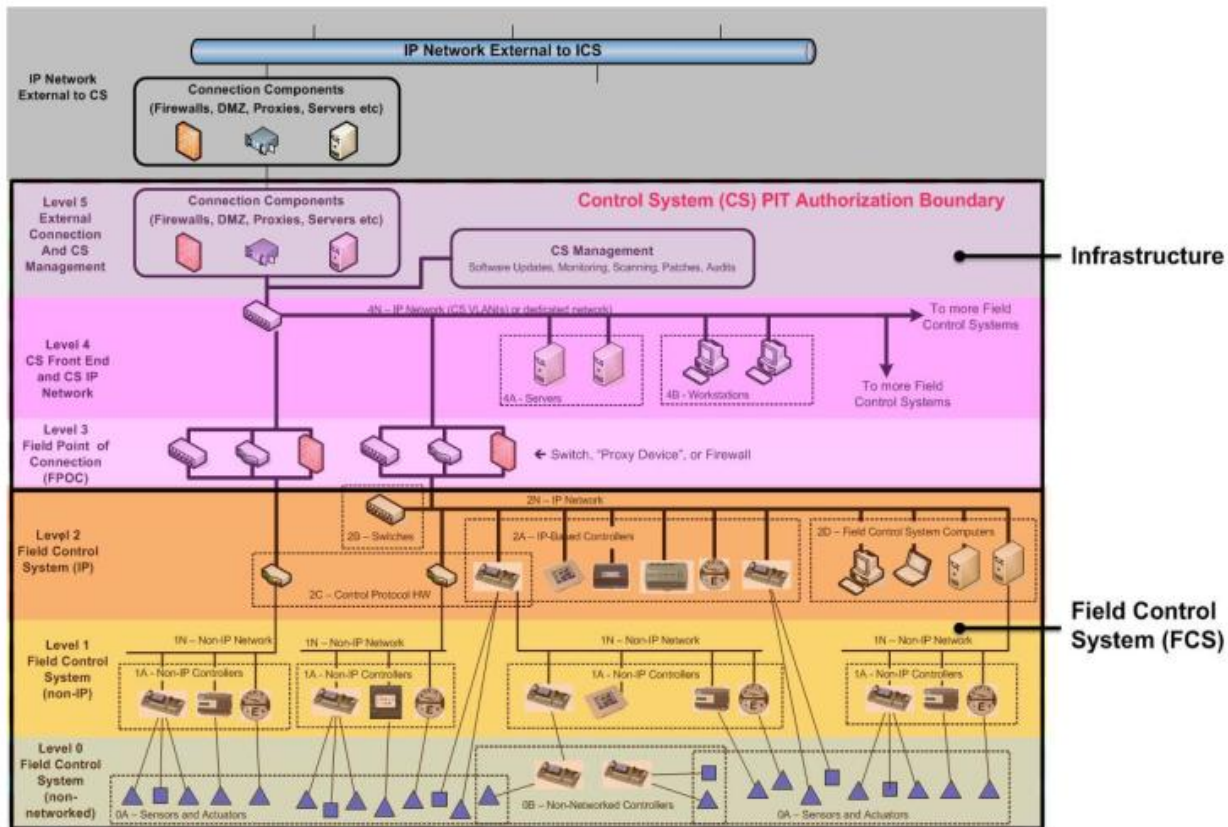 IP Network External to ICS
IP Network
External to CS
Connection Components
(Firewalls, DMZ, Proxies, Servers etc)
Level 5
External
Connection
And CS
Management
Connection Components
(Firewalls, DMZ, Proxies, Servers etc)
Control System (CS) PIT Authorization Boundary
CS Management
Software Updates, Monitoring, Scanning, Patches, Audits
Infrastructure
4N – IP Network (CS VLAN(s) or dedicated network)
To more Field
Control Systems
Level 4
CS Front End
and CS IP
Network
4A - Servers
4B - Workstations
To more Field
Control Systems
Level 3
Field Point of
Connection
(FPOC)
← Switch, "Proxy Device", or Firewall
2N – IP Network
Level 2
Field Control
System (IP)
2B – Switches
2A – IP-Based Controllers
2D – Field Control System Computers
2C – Control Protocol HW
Field Control
System (FCS)
Level 1
Field Control
System
(non-IP)
1N – Non-IP Network
1N – Non-IP Network
1N – Non-IP Network
1N – Non-IP Network
1A - Non-IP Controllers
1A - Non-IP Controllers
1A - Non-IP Controllers
1A - Non-IP Controllers
E
E
E
E
E
Level 0
Field Control
System
(non-
networked)
0A – Sensors and Actuators
0B – Non-Networked Controllers
0A – Sensors and Actuators